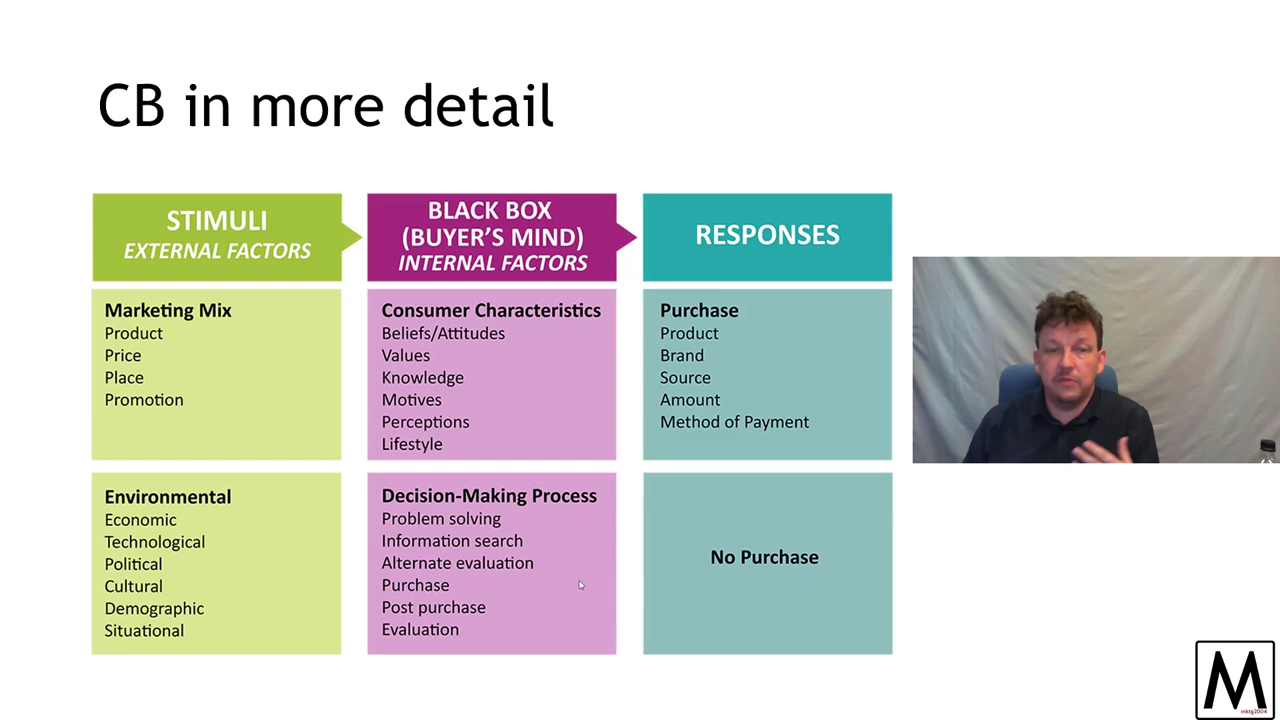 CB in more detail
STIMULI
EXTERNAL FACTORS
BLACK BOX
(BUYER'S MIND)
INTERNAL FACTORS
RESPONSES
Marketing Mix
Product
Price
Place
Promotion
Consumer Characteristics
Beliefs/Attitudes
Values
Knowledge
Motives
Perceptions
Lifestyle
Purchase
Product
Brand
Source
Amount
Method of Payment
Environmental
Economic
Technological
Political
Cultural
Demographic
Situational
Decision-Making Process
Problem solving
Information search
Alternate evaluation
Purchase
Post purchase
Evaluation
No Purchase
M
mktg2004